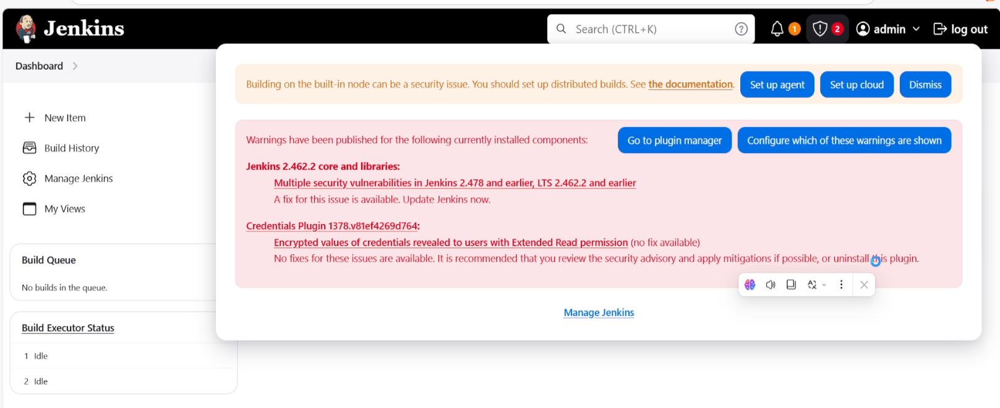 Jenkins
Search (CTRL+K)
1
2
admin
log out
Dashboard
Building on the built-in node can be a security issue. You should set up distributed builds. See the documentation.
Set up agent
Set up cloud
Dismiss
New Item
Build History
Manage Jenkins
My Views
Warnings have been published for the following currently installed components:
Go to plugin manager
Configure which of these warnings are shown
Jenkins 2.462.2 core and libraries:
Multiple security vulnerabilities in Jenkins 2.478 and earlier, LTS 2.462.2 and earlier
A fix for this issue is available. Update Jenkins now.
Credentials Plugin 1378.v81ef4269d764:
Encrypted values of credentials revealed to users with Extended Read permission (no fix available)
No fixes for these issues are available. It is recommended that you review the security advisory and apply mitigations if possible, or uninstall this plugin.
Manage Jenkins
Build Queue
No builds in the queue.
Build Executor Status
1 Idle
2 Idle